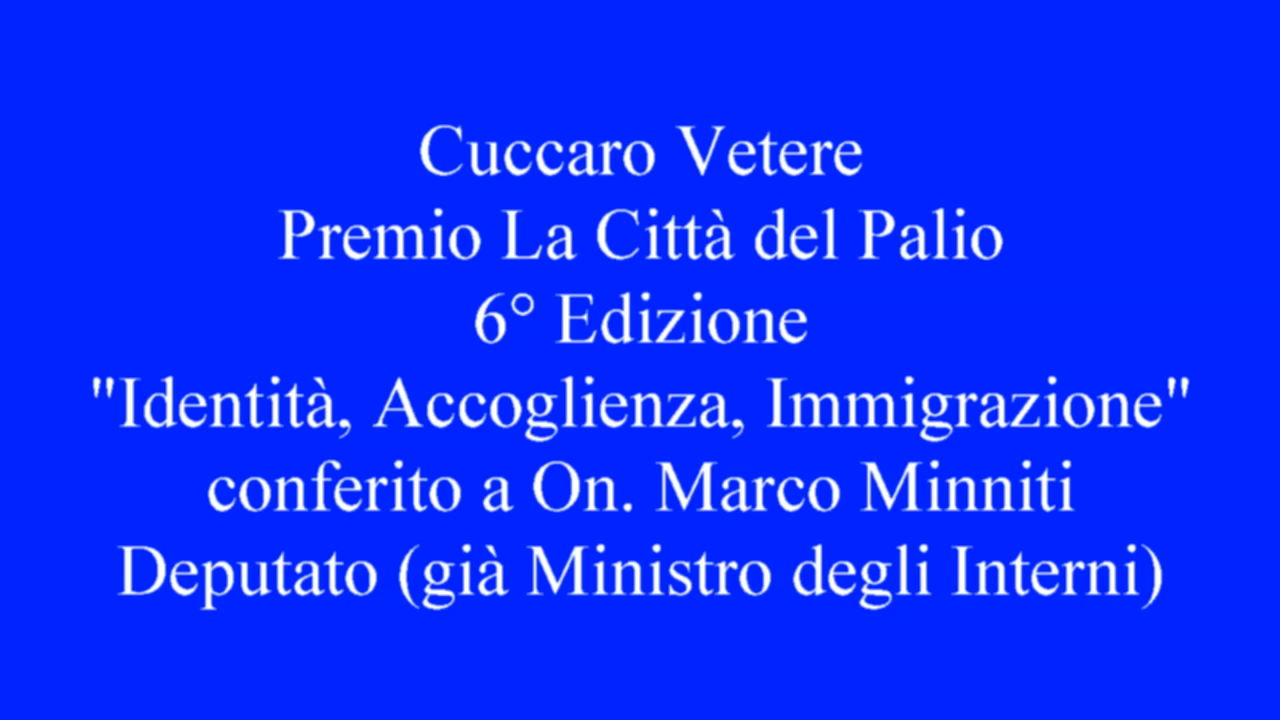 Cuccaro Vetere
Premio La Città del Palio
6° Edizione
"Identità, Accoglienza, Immigrazione"
conferito a On. Marco Minniti
Deputato (già Ministro degli Interni)